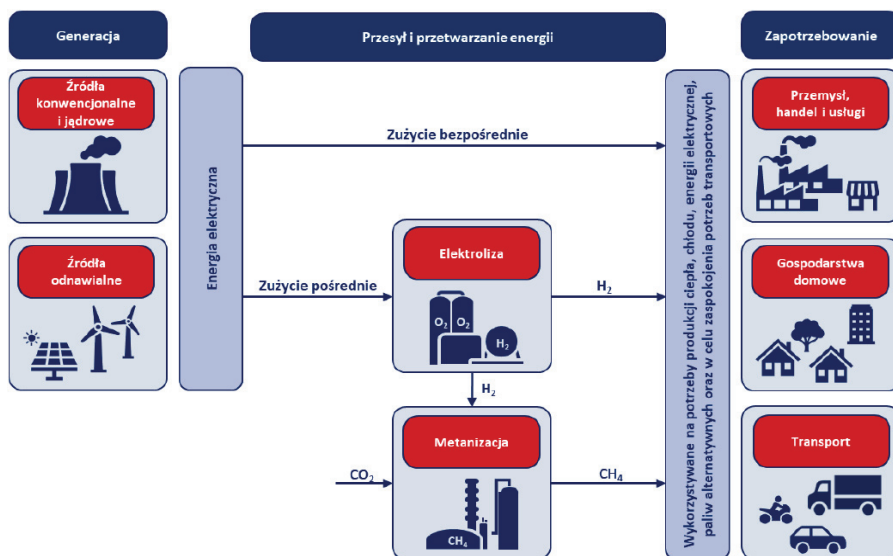 Generacja
Przesył i przetwarzanie energii
Zapotrzebowanie
Źródła
konwencjonalne
i jądrowe
Źródła
odnawialne
Energia elektryczna
Zużycie bezpośrednie
Zużycie pośrednie
Elektroliza
O₂ O₂
H₂
H₂
H₂
Metanizacja
CO₂
CH₄
CH₄
Wykorzystywane na potrzeby produkcji ciepła, chłodu, energii elektrycznej,
paliw alternatywnych oraz w celu zaspokojenia potrzeb transportowych
Przemysł,
handel i usługi
Gospodarstwa
domowe
Transport